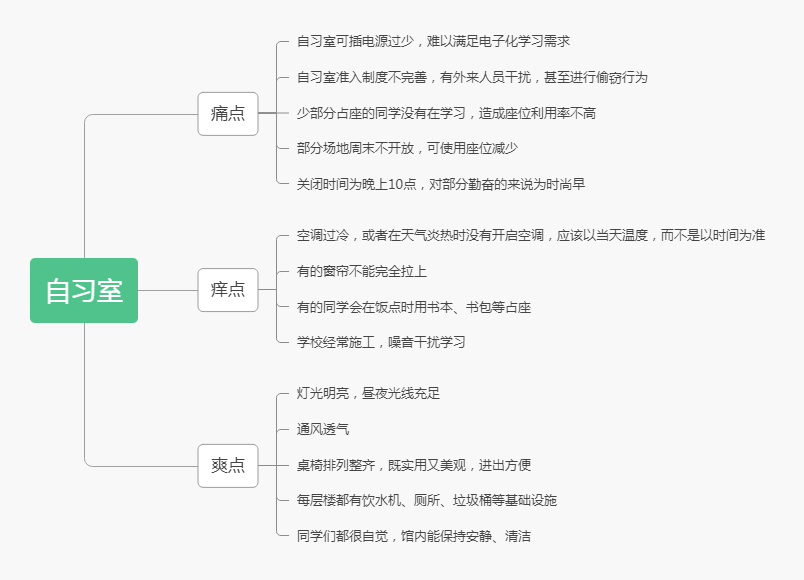 自习室
痛点
自习室可插电源过少，难以满足电子化学习需求
自习室准入制度不完善，有外来人员干扰，甚至进行偷窃行为
少部分占座的同学没有在学习，造成座位利用率不高
部分场地周末不开放，可使用座位减少
关闭时间为晚上10点，对部分勤奋的来说为时尚早
痒点
空调过冷，或者在天气炎热时没有开启空调，应该以当天温度，而不是以时间为准
有的窗帘不能完全拉上
有的同学会在饭点时用书本、书包等占座
学校经常施工，噪音干扰学习
爽点
灯光明亮，昼夜光线充足
通风透气
桌椅排列整齐，既实用又美观，进出方便
每层楼都有饮水机、厕所、垃圾桶等基础设施
同学们都很自觉，馆内能保持安静、清洁